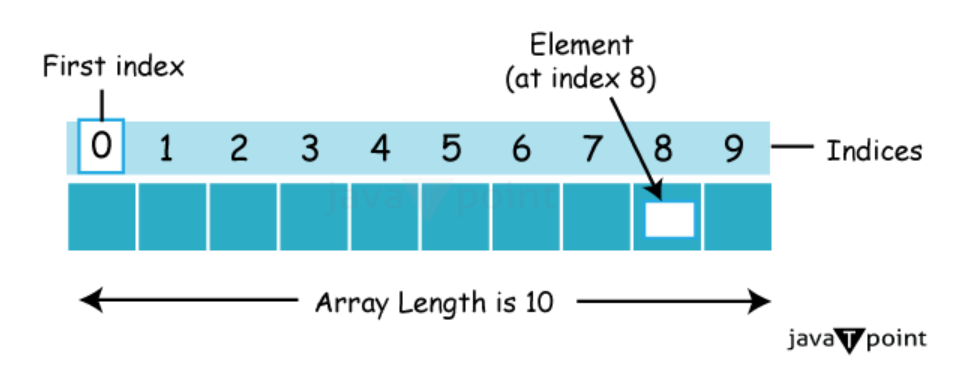 Element
(at index 8)
First index
0 1 2 3 4 5 6 7 8 9
Indices
javaTpoint
Array Length is 10
javaTpoint